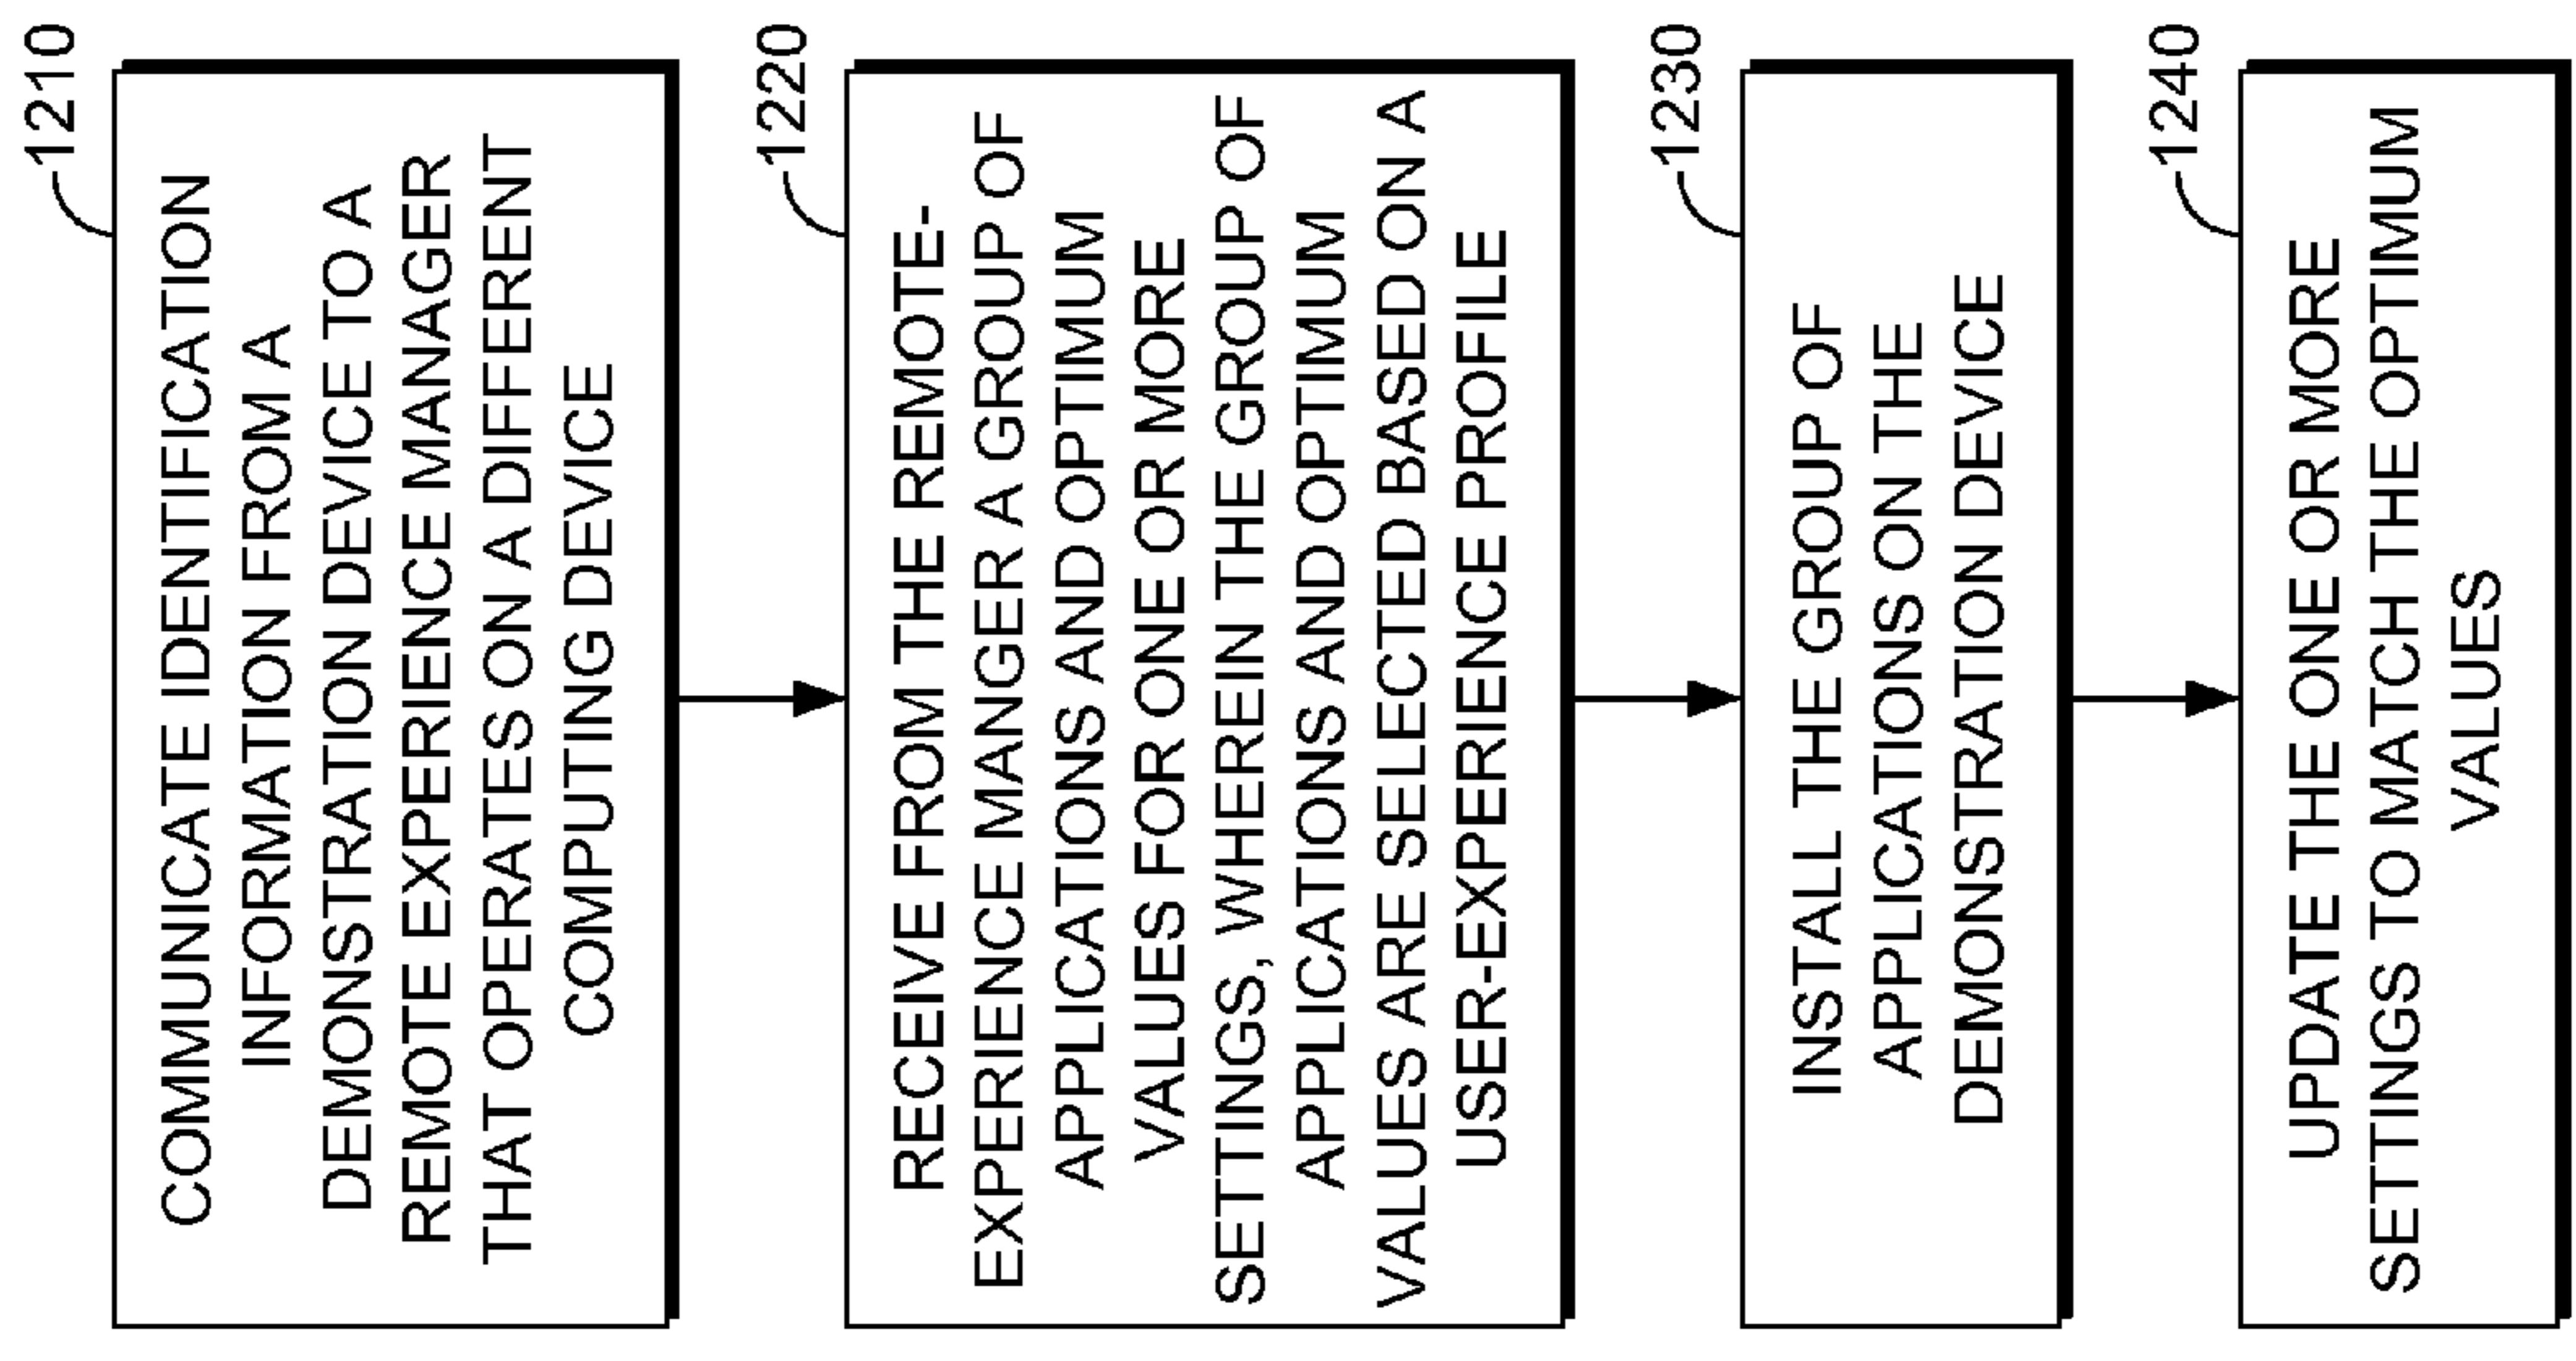 1210
COMMUNICATE IDENTIFICATION
INFORMATION FROM A
DEMONSTRATION DEVICE TO A
REMOTE EXPERIENCE MANAGER
THAT OPERATES ON A DIFFERENT
COMPUTING DEVICE
1220
RECEIVE FROM THE REMOTE-
EXPERIENCE MANGER A GROUP OF
APPLICATIONS AND OPTIMUM
VALUES FOR ONE OR MORE
SETTINGS, WHEREIN THE GROUP OF
APPLICATIONS AND OPTIMUM
VALUES ARE SELECTED BASED ON A
USER-EXPERIENCE PROFILE
1230
INSTALL THE GROUP OF
APPLICATIONS ON THE
DEMONSTRATION DEVICE
1240
UPDATE THE ONE OR MORE
SETTINGS TO MATCH THE OPTIMUM
VALUES